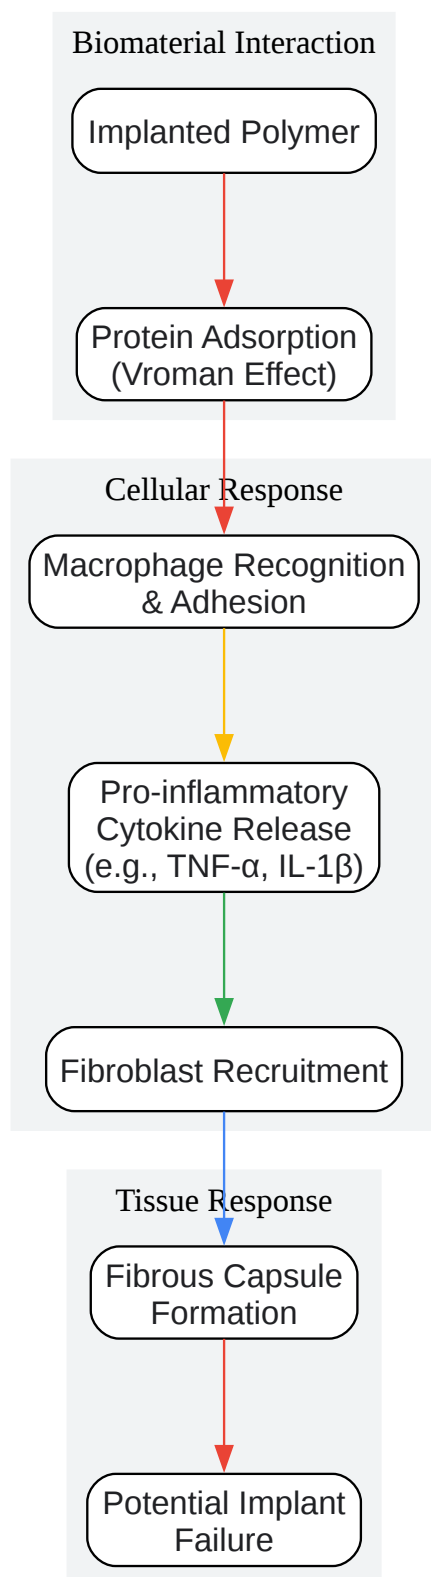 Biomaterial Interaction
Implanted Polymer
Protein Adsorption
(Vroman Effect)
Cellular Response
Macrophage Recognition
& Adhesion
Pro-inflammatory
Cytokine Release
(e.g., TNF-α, IL-1β)
Fibroblast Recruitment
Tissue Response
Fibrous Capsule
Formation
Potential Implant
Failure